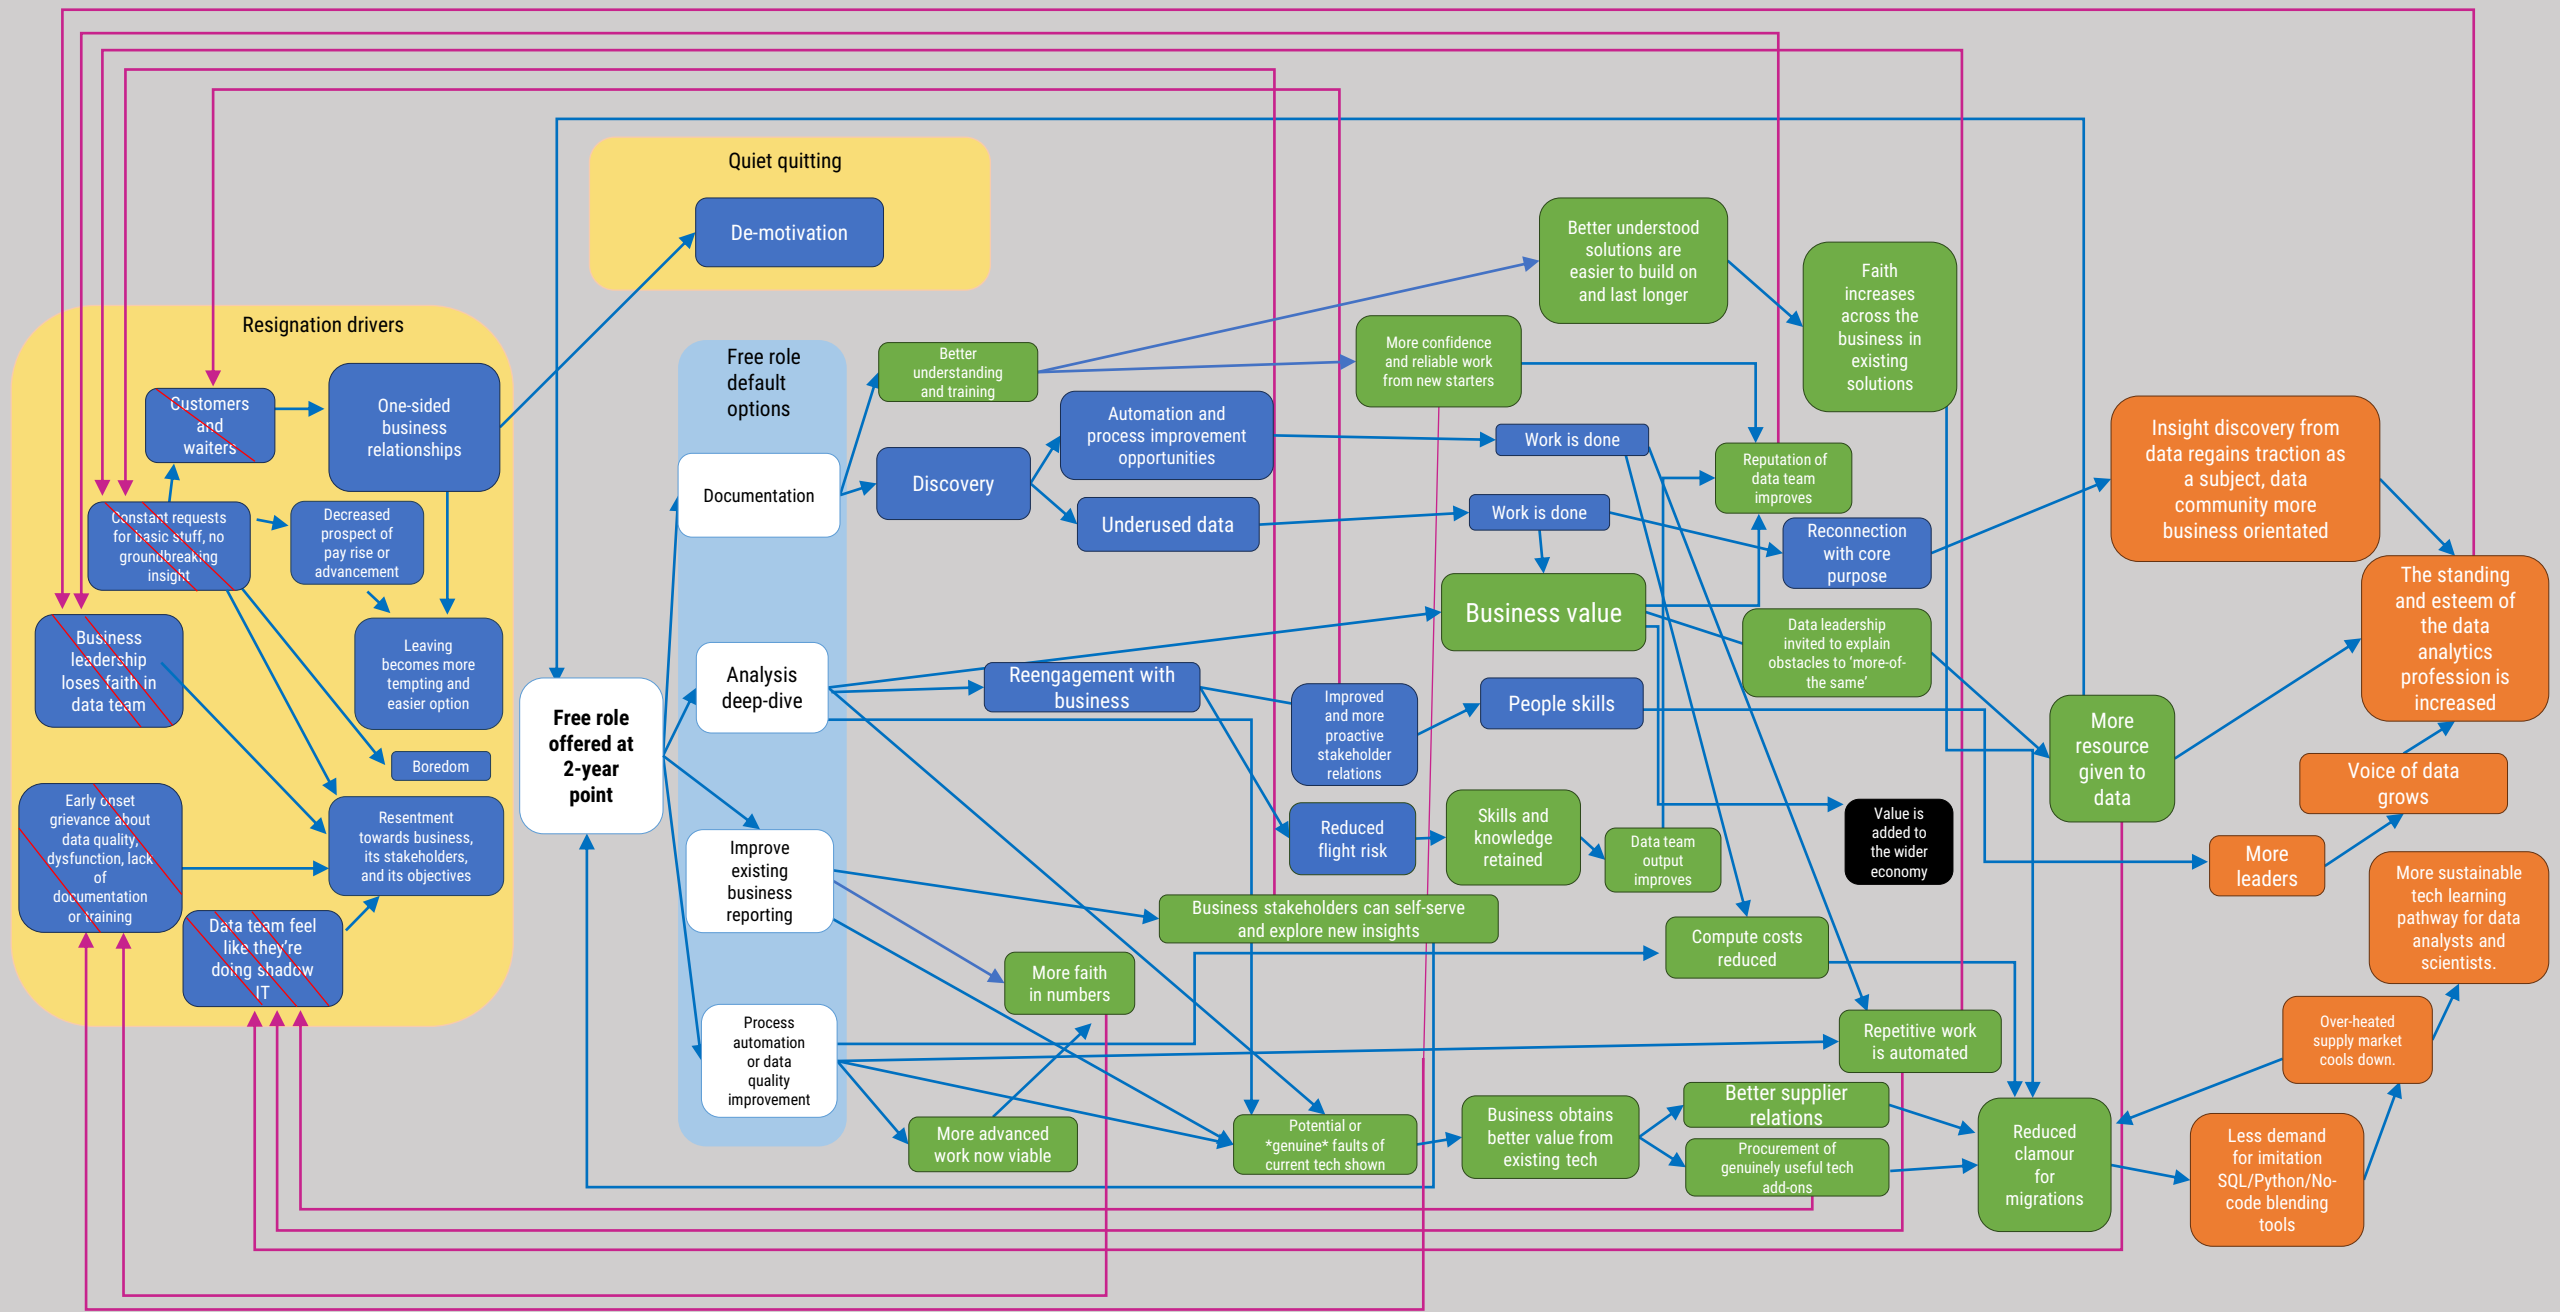 Quiet quitting
De-motivation
Resignation drivers
Customers
and
waiters
One-sided
business
relationships
Constant requests
for basic stuff, no
groundbreaking
insight
Decreased
prospect of
pay rise or
advancement
Business
leadership
loses faith in
data team
Leaving
becomes more
tempting and
easier option
Boredom
Early onset
grievance about
data quality,
dysfunction, lack
of
documentation
or training
Resentment
towards business,
its stakeholders,
and its objectives
Data team feel
like they're
doing shadow
IT
Free role
offered at
2-year
point
Free role
default
options
Documentation
Analysis
deep-dive
Improve
existing
business
reporting
Process
automation
or data
quality
improvement
Better
understanding
and training
Discovery
Automation and
process improvement
opportunities
Underused data
Reengagement with
business
More faith
in numbers
More advanced
work now viable
Better understood
solutions are
easier to build on
and last longer
More confidence
and reliable work
from new starters
Faith
increases
across the
business in
existing
solutions
Work is done
Work is done
Reputation of
data team
improves
Reconnection
with core
purpose
Business value
Data leadership
invited to explain
obstacles to 'more-of-
the same'
Improved
and more
proactive
stakeholder
relations
People skills
Reduced
flight risk
Skills and
knowledge
retained
Data team
output
improves
Value is
added to
the wider
economy
Business stakeholders can self-serve
and explore new insights
Compute costs
reduced
Repetitive work
is automated
Potential or
*genuine* faults of
current tech shown
Business obtains
better value from
existing tech
Better supplier
relations
Procurement of
genuinely useful tech
add-ons
Reduced
clamour
for
migrations
More
resource
given to
data
Insight discovery from
data regains traction as
a subject, data
community more
business orientated
The standing
and esteem of
the data
analytics
profession is
increased
Voice of data
grows
More
leaders
More sustainable
tech learning
pathway for data
analysts and
scientists.
Over-heated
supply market
cools down.
Less demand
for imitation
SQL/Python/No-
code blending
tools